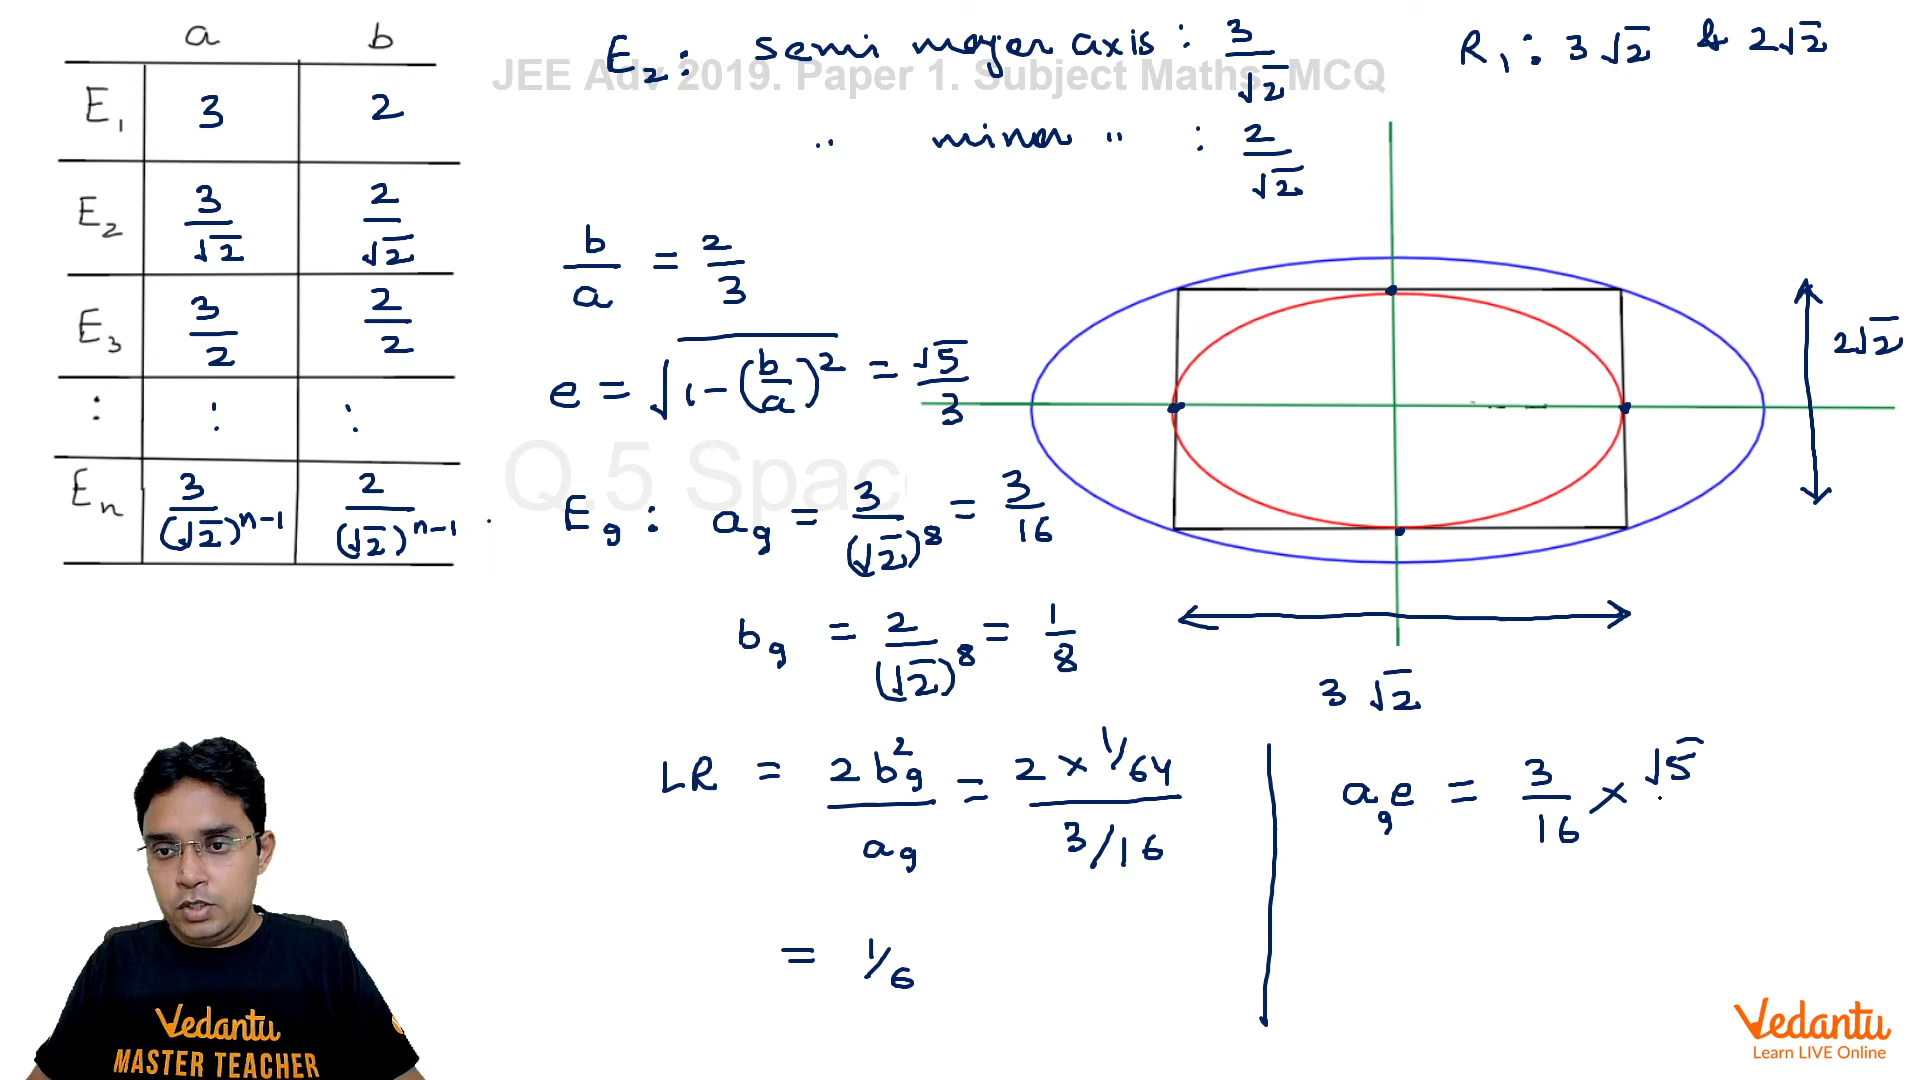 a b
E₁ 3 2
E₂ 3/√2 2/√2
E₃ 3/2 2/2
⋮ ⋮ ⋮
Eₙ 3/(√2)ⁿ⁻¹ 2/(√2)ⁿ⁻¹
E₂: semi major axis : 3/√2
JEE Adv 2019. Paper 1. Subject Maths. MCQ
" minor " : 2/√2
R₁ : 3√2 & 2√2
b/a = 2/3
e = √(1-(b/a)²) = √5/3
Q.5 Spac
E₉ : a₉ = 3/(√2)⁸ = 3/16
b₉ = 2/(√2)⁸ = 1/8
2√2
3√2
LR = 2b₉²/a₉ = 2 × 1/64 / 3/16
= 1/6
a₉e = 3/16 × √5
Vedantu
MASTER TEACHER
Vedantu
Learn LIVE Online